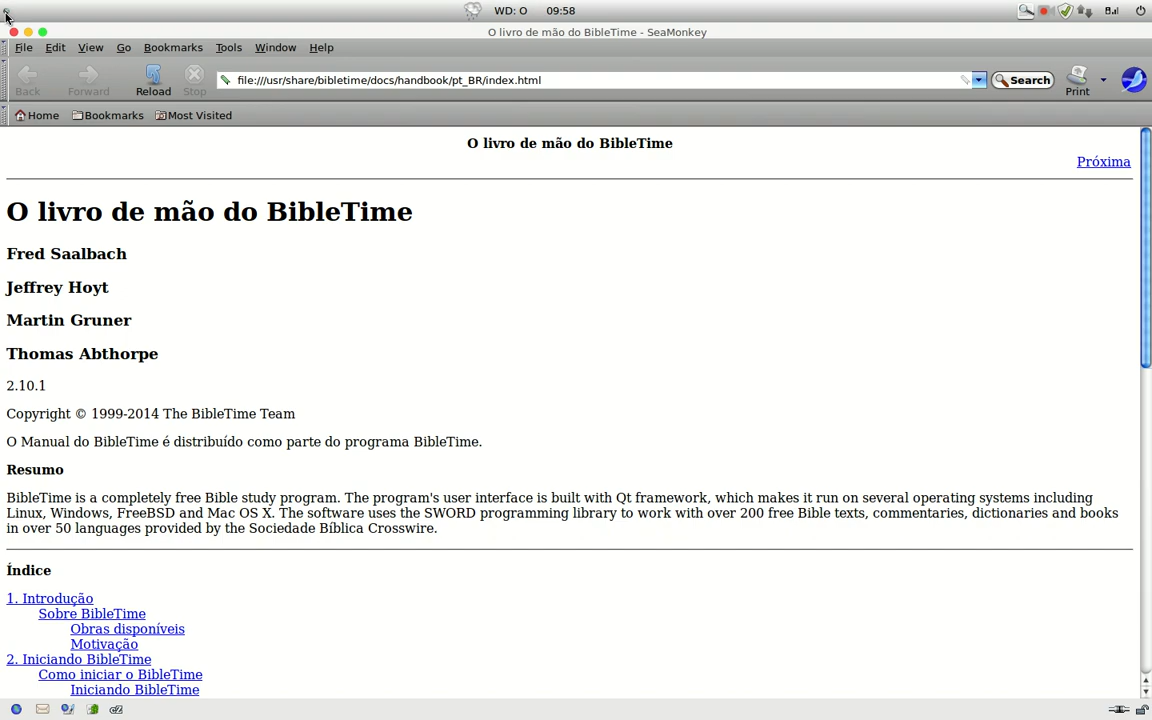 WD: O 09:58
O livro de mão do BibleTime - SeaMonkey
File Edit View Go Bookmarks Tools Window Help
Back Forward Reload Stop file:///usr/share/bibletime/docs/handbook/pt_BR/index.html Search Print
Home Bookmarks Most Visited
O livro de mão do BibleTime
Próxima
O livro de mão do BibleTime
Fred Saalbach
Jeffrey Hoyt
Martin Gruner
Thomas Abthorpe
2.10.1
Copyright © 1999-2014 The BibleTime Team
O Manual do BibleTime é distribuído como parte do programa BibleTime.
Resumo
BibleTime is a completely free Bible study program. The program's user interface is built with Qt framework, which makes it run on several operating systems including
Linux, Windows, FreeBSD and Mac OS X. The software uses the SWORD programming library to work with over 200 free Bible texts, commentaries, dictionaries and books
in over 50 languages provided by the Sociedade Bíblica Crosswire.
Índice
1. Introdução
Sobre BibleTime
Obras disponíveis
Motivação
2. Iniciando BibleTime
Como iniciar o BibleTime
Iniciando BibleTime